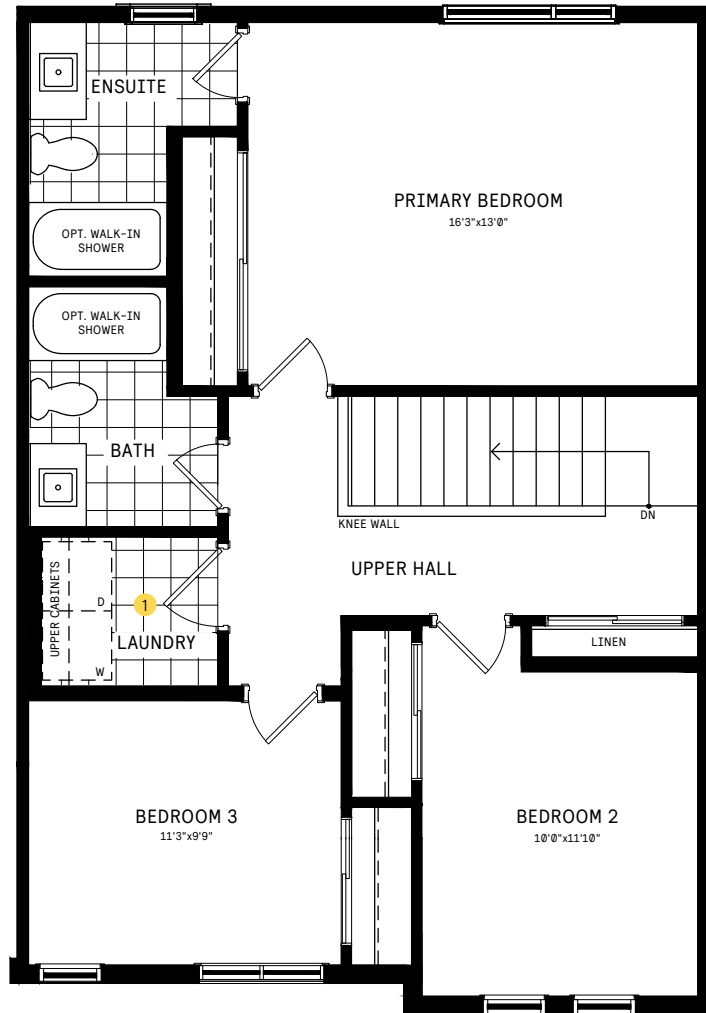 ENSUITE
PRIMARY BEDROOM
16'3"x13'0"
OPT. WALK-IN
SHOWER
OPT. WALK-IN
SHOWER
BATH
KNEE WALL
DN
UPPER HALL
UPPER CABINETS
D
1
LAUNDRY
W
LINEN
BEDROOM 3
11'3"x9'9"
BEDROOM 2
10'0"x11'10"